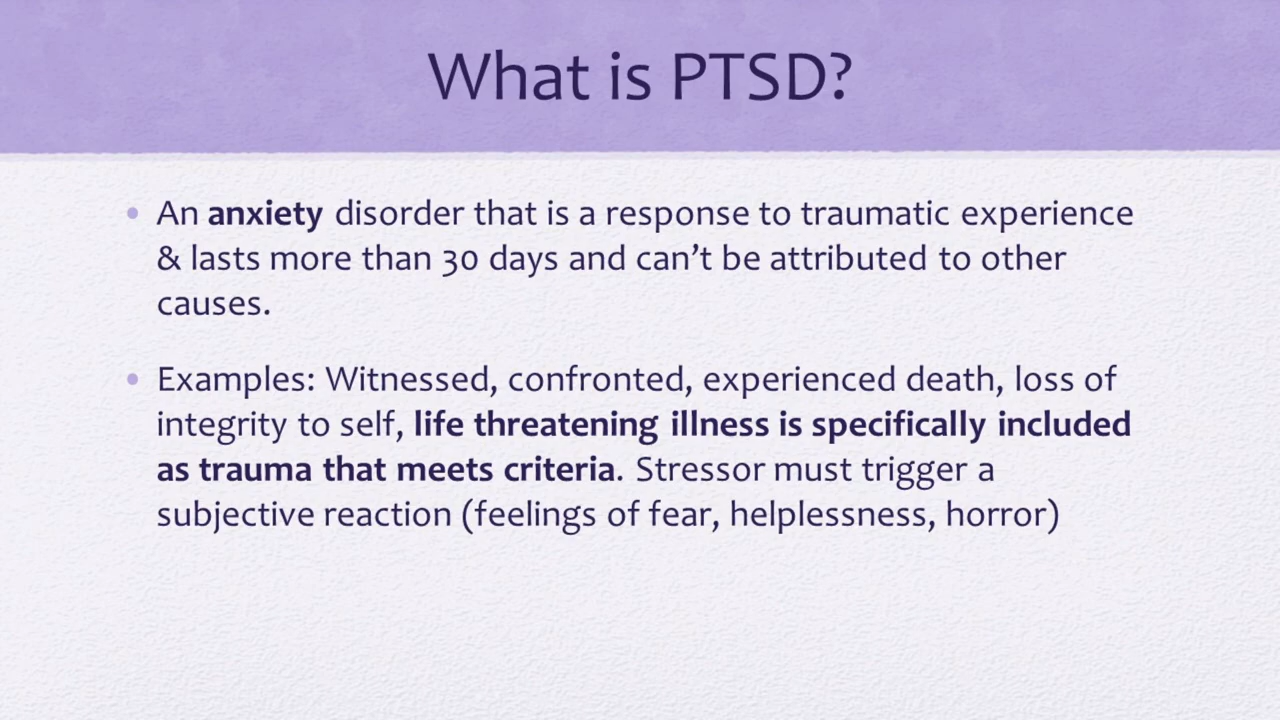 What is PTSD?
• An anxiety disorder that is a response to traumatic experience
& lasts more than 30 days and can’t be attributed to other
causes.
• Examples: Witnessed, confronted, experienced death, loss of
integrity to self, life threatening illness is specifically included
as trauma that meets criteria. Stressor must trigger a
subjective reaction (feelings of fear, helplessness, horror)